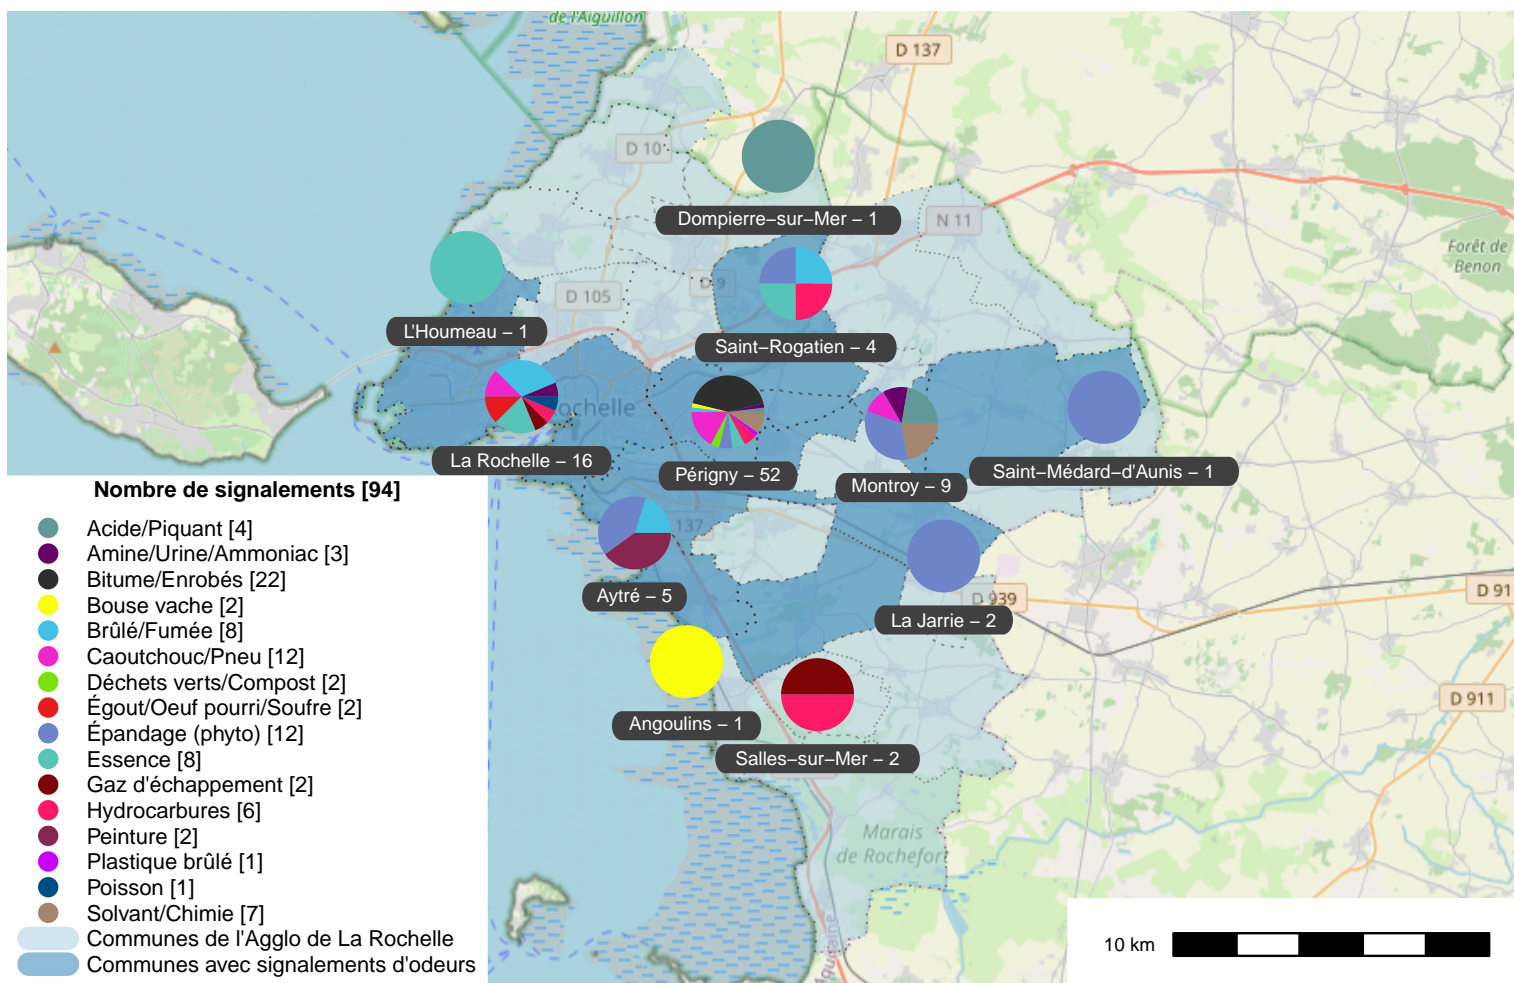 de l'Aiguillon
D 137
D 10
Dompierre−sur−Mer − 1
N 11
Forêt de
Benon
D 9
D 105
L'Houmeau − 1
Saint−Rogatien − 4
ochelle
La Rochelle − 16
Périgny − 52
Montroy − 9
Saint−Médard−d'Aunis − 1
137
Aytré − 5
D 939
D 91
La Jarrie − 2
D 911
Angoulins − 1
Salles−sur−Mer − 2
Marais
de Rochefort
Aquitaine
Nombre de signalements [94]
Acide/Piquant [4]
Amine/Urine/Ammoniac [3]
Bitume/Enrobés [22]
Bouse vache [2]
Brûlé/Fumée [8]
Caoutchouc/Pneu [12]
Déchets verts/Compost [2]
Égout/Oeuf pourri/Soufre [2]
Épandage (phyto) [12]
Essence [8]
Gaz d'échappement [2]
Hydrocarbures [6]
Peinture [2]
Plastique brûlé [1]
Poisson [1]
Solvant/Chimie [7]
Communes de l'Agglo de La Rochelle
Communes avec signalements d'odeurs
10 km